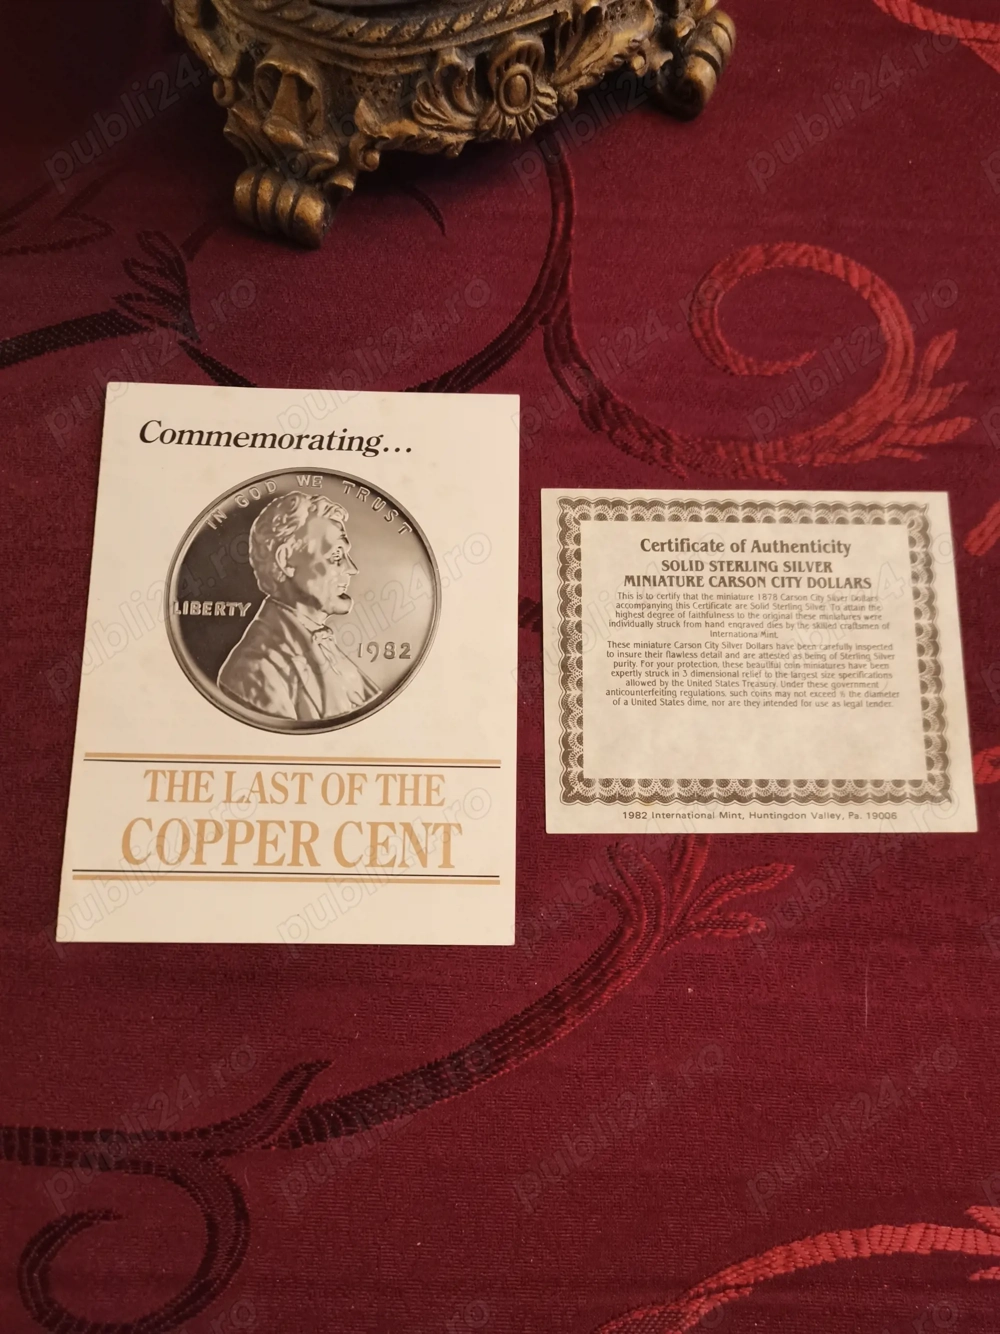 Commemorating...
IN GOD WE TRUST
LIBERTY
1982
THE LAST OF THE
COPPER CENT
Certificate of Authenticity
SOLID STERLING SILVER
MINIATURE CARSON CITY DOLLARS
This is to certify that the miniature 1878 Carson City Silver Dollars
accompanying this Certificate are Solid Sterling Silver. To attain the
highest degree of faithfulness to the original these miniatures were
individually struck from hand engraved dies by the skilled craftsmen of
Internationa Mint.
These miniature Carson City Silver Dollars have been carefully inspected
to insure their flawless detail and are attested as being of Sterling Silver
purity. For your protection, these beautiful coin miniatures have been
expertly struck in 3 dimensional relief to the largest size specifications
allowed by the United States Treasury. Under these government
anticounterfeiting regulations, such coins may not exceed the diameter
of a United States dime, nor are they intended for use as legal tender.
1982 International Mint, Huntingdon Valley, Pa. 19006
publi24.ro